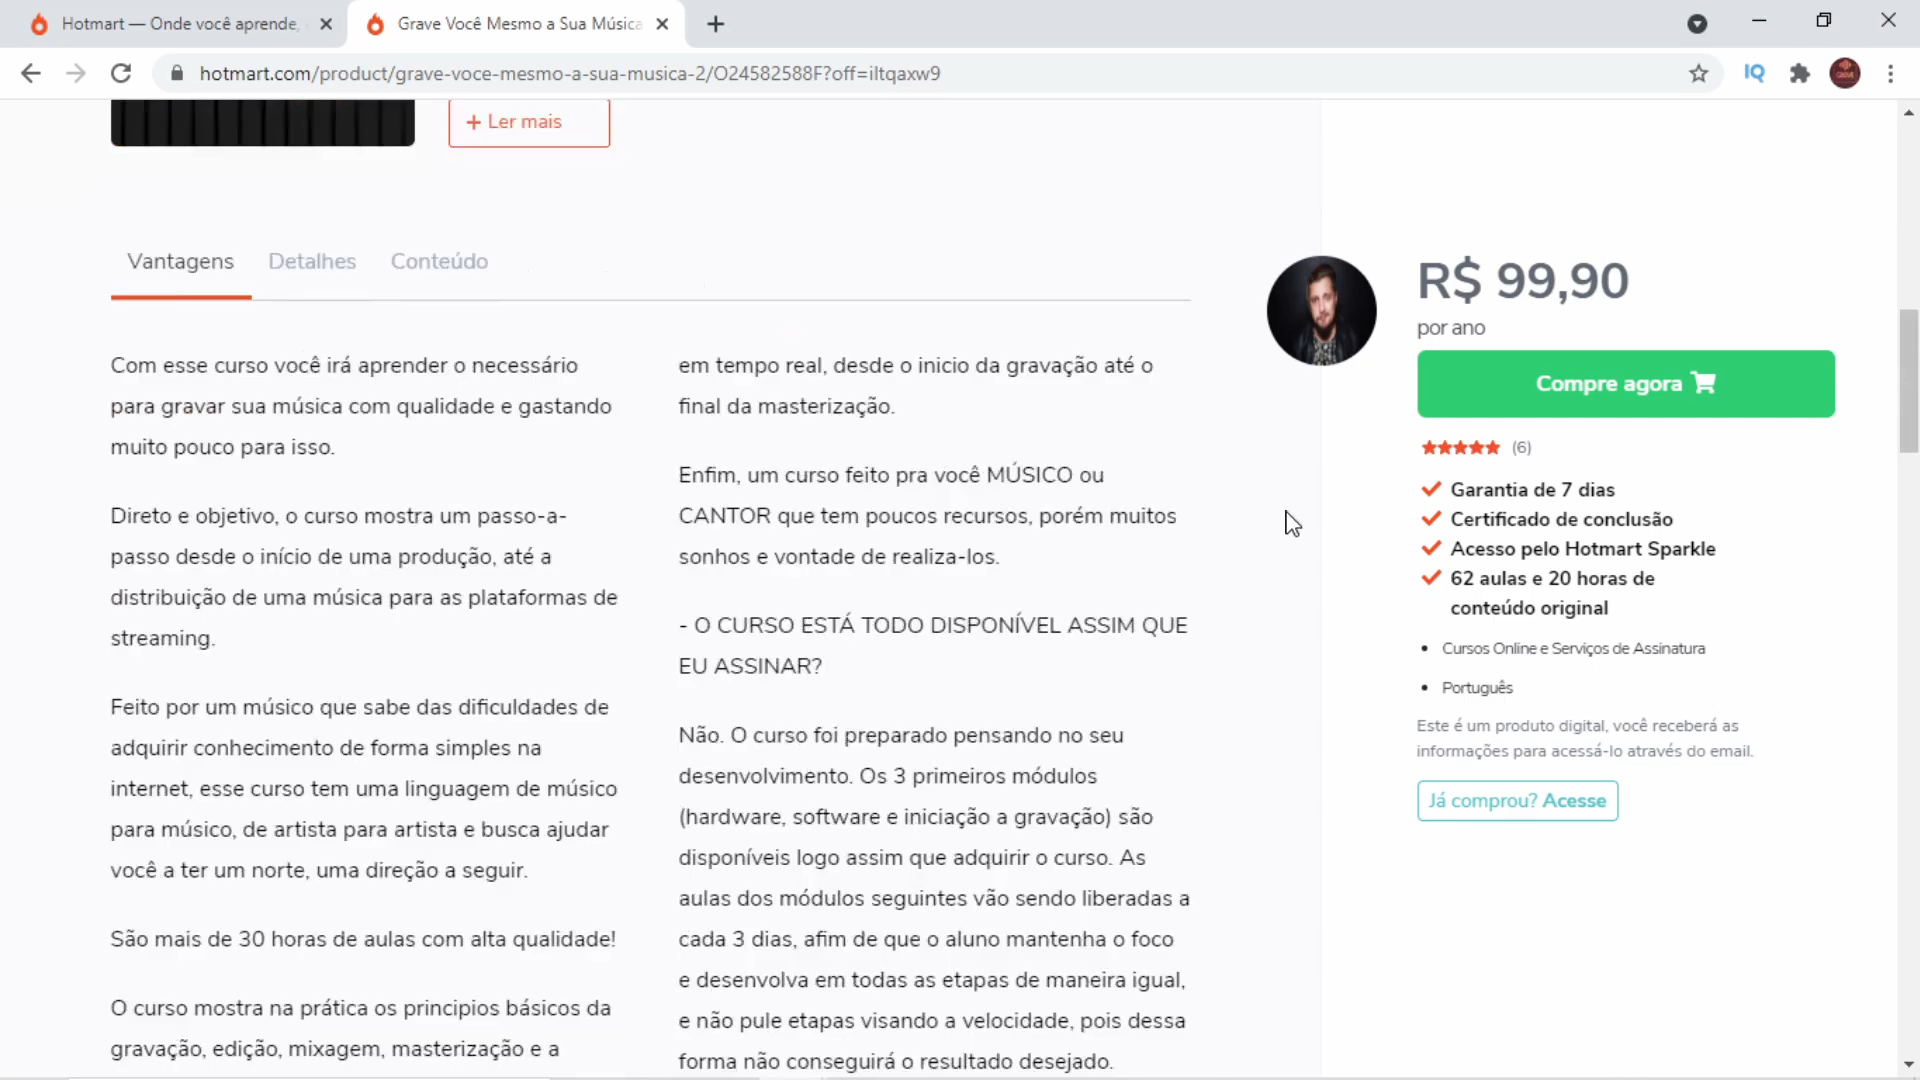 Hotmart — Onde você aprende,
Grave Você Mesmo a Sua Música
hotmart.com/product/grave-voce-mesmo-a-sua-musica-2/O24582588F?off=iltqaxw9
IQ
+ Ler mais
Vantagens
Detalhes
Conteúdo
Com esse curso você irá aprender o necessário
para gravar sua música com qualidade e gastando
muito pouco para isso.
Direto e objetivo, o curso mostra um passo-a-
passo desde o início de uma produção, até a
distribuição de uma música para as plataformas de
streaming.
Feito por um músico que sabe das dificuldades de
adquirir conhecimento de forma simples na
internet, esse curso tem uma linguagem de músico
para músico, de artista para artista e busca ajudar
você a ter um norte, uma direção a seguir.
São mais de 30 horas de aulas com alta qualidade!
O curso mostra na prática os principios básicos da
gravação, edição, mixagem, masterização e a
em tempo real, desde o inicio da gravação até o
final da masterização.
Enfim, um curso feito pra você MÚSICO ou
CANTOR que tem poucos recursos, porém muitos
sonhos e vontade de realiza-los.
- O CURSO ESTÁ TODO DISPONÍVEL ASSIM QUE
EU ASSINAR?
Não. O curso foi preparado pensando no seu
desenvolvimento. Os 3 primeiros módulos
(hardware, software e iniciação a gravação) são
disponíveis logo assim que adquirir o curso. As
aulas dos módulos seguintes vão sendo liberadas a
cada 3 dias, afim de que o aluno mantenha o foco
e desenvolva em todas as etapas de maneira igual,
e não pule etapas visando a velocidade, pois dessa
forma não conseguirá o resultado desejado.
R$ 99,90
por ano
Compre agora
(6)
Garantia de 7 dias
Certificado de conclusão
Acesso pelo Hotmart Sparkle
62 aulas e 20 horas de
conteúdo original
• Cursos Online e Serviços de Assinatura
• Português
Este é um produto digital, você receberá as
informações para acessá-lo através do email.
Já comprou? Acesse